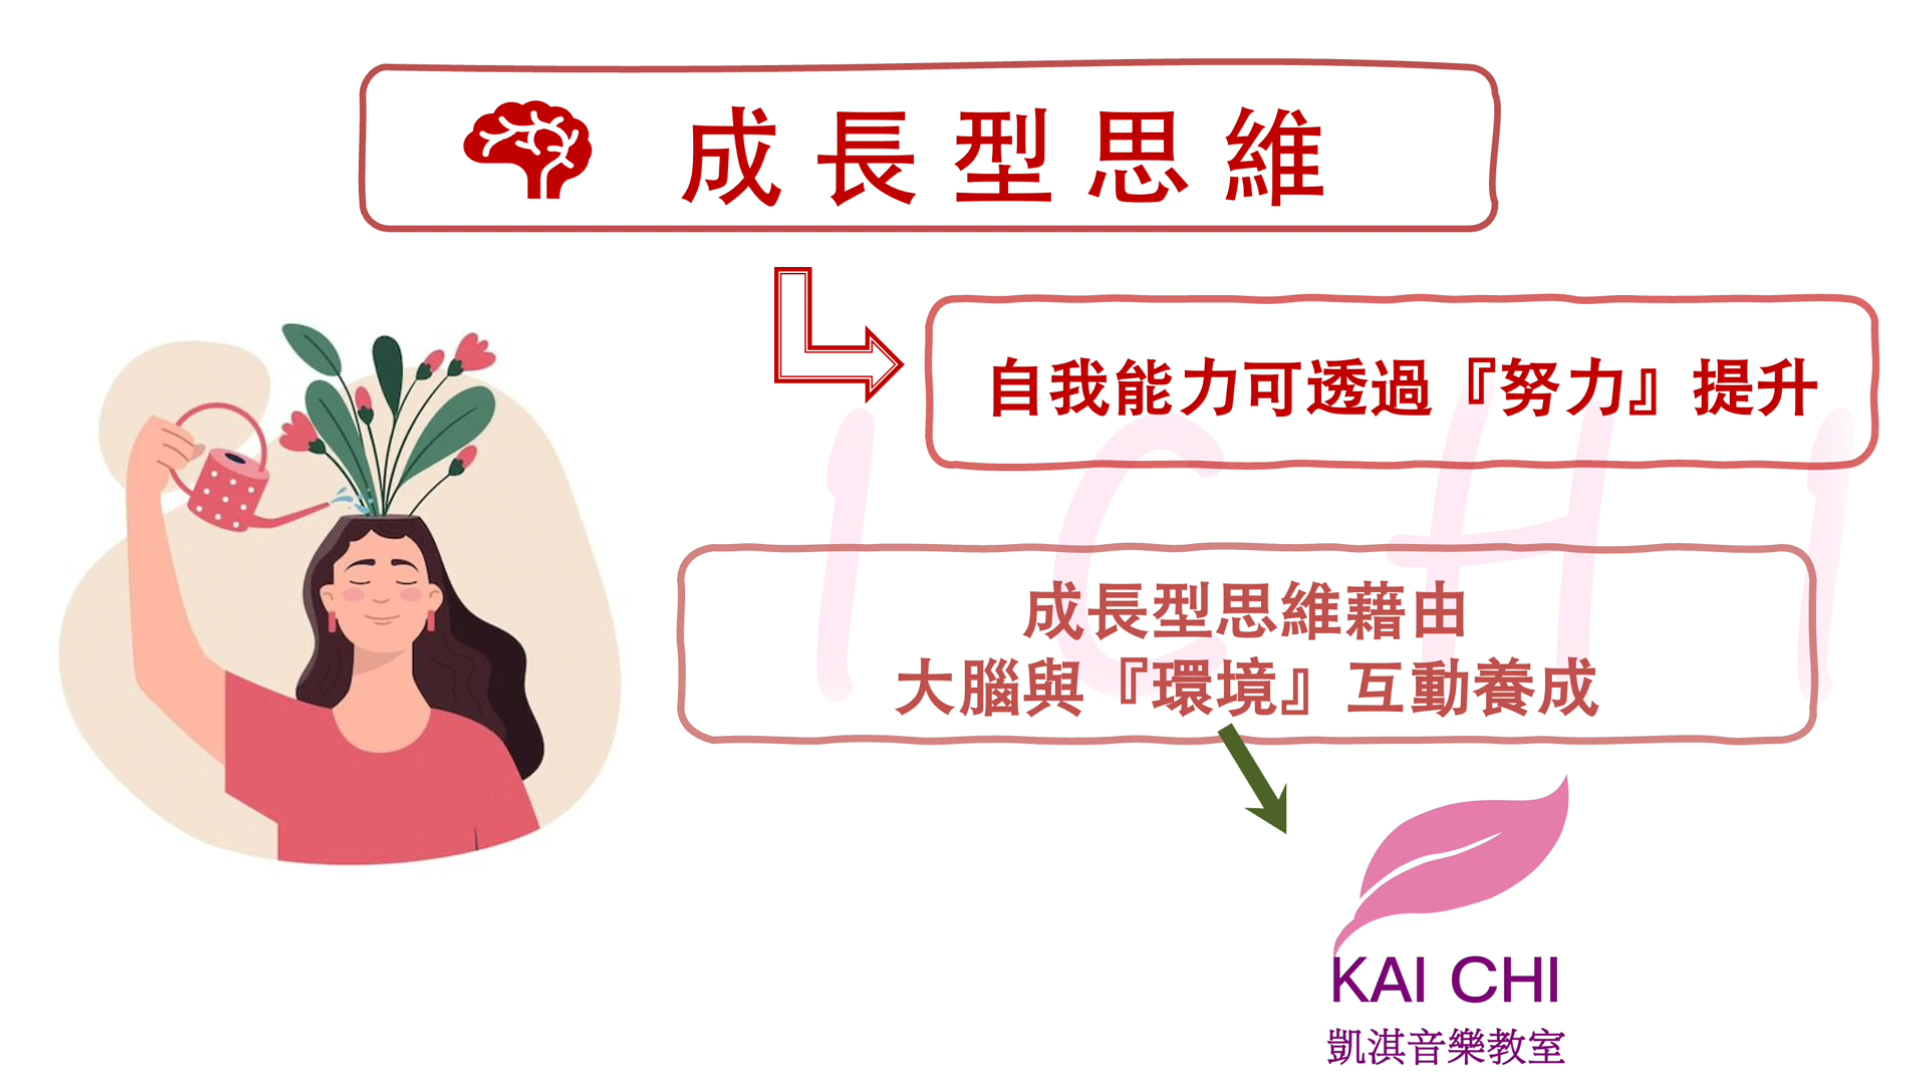 成長型思維
自我能力可透過『努力』提升
成長型思維藉由
大腦與『環境』互動養成
I CHI
KAI CHI
凱淇音樂教室